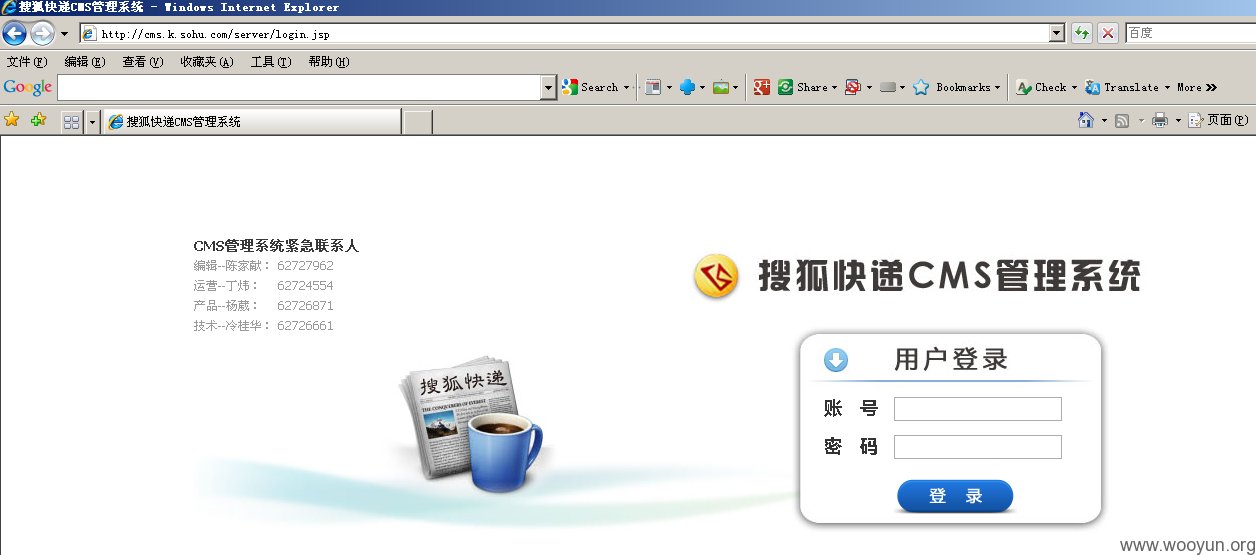 搜狐快递CMS管理系统 - Windows Internet Explorer
http://cms.k.sohu.com/server/login.jsp
百度
文件(F) 编辑(E) 查看(V) 收藏夹(A) 工具(T) 帮助(H)
Google Search Share Bookmarks Check Translate More »
搜狐快递CMS管理系统 页面(P)
CMS管理系统紧急联系人
编辑--陈家献： 62727962
运营--丁炜： 62724554
产品--杨葳： 62726871
技术--冷桂华： 62726661
搜狐快递CMS管理系统
搜狐快递
THE CONQUERORS OF EVEREST
用户登录
账 号
密 码
登 录
www.wooyun.org